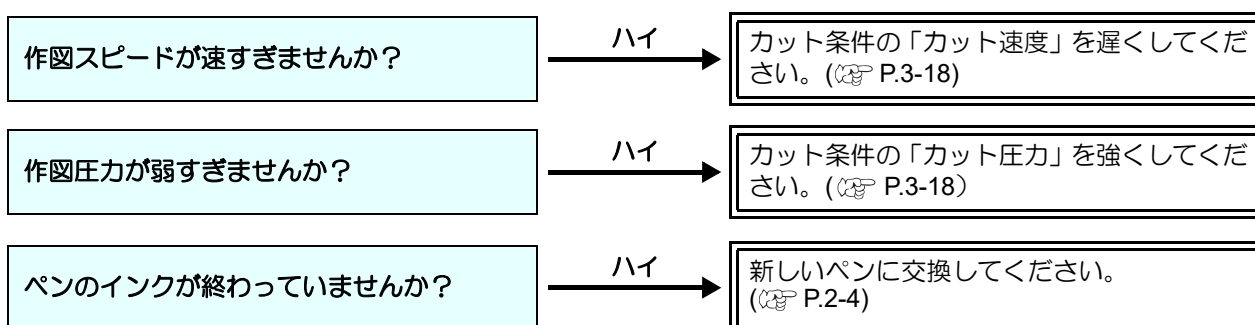 作図スピードが速すぎませんか？
ハイ
カット条件の「カット速度」を遅くしてくだ
さい。(☞ P.3-18)
作図圧力が弱すぎませんか？
ハイ
カット条件の「カット圧力」を強くしてくだ
さい。(☞ P.3-18）
ペンのインクが終わっていませんか？
ハイ
新しいペンに交換してください。
(☞ P.2-4)